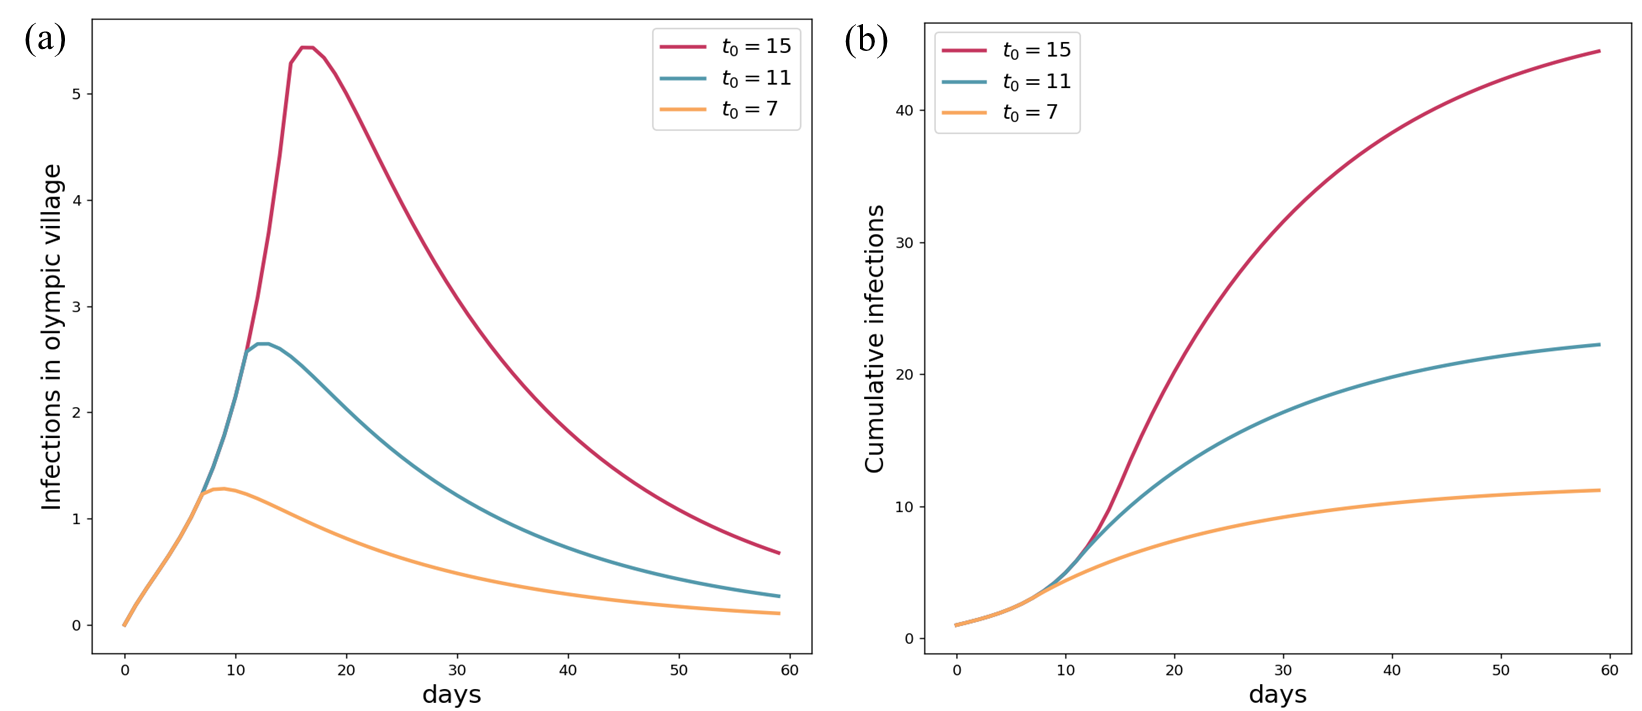 (a)
t₀ = 15
t₀ = 11
t₀ = 7
Infections in olympic village
5
4
3
2
1
0
0 10 20 30 40 50 60
days
(b)
t₀ = 15
t₀ = 11
t₀ = 7
Cumulative infections
40
30
20
10
0
0 10 20 30 40 50 60
days